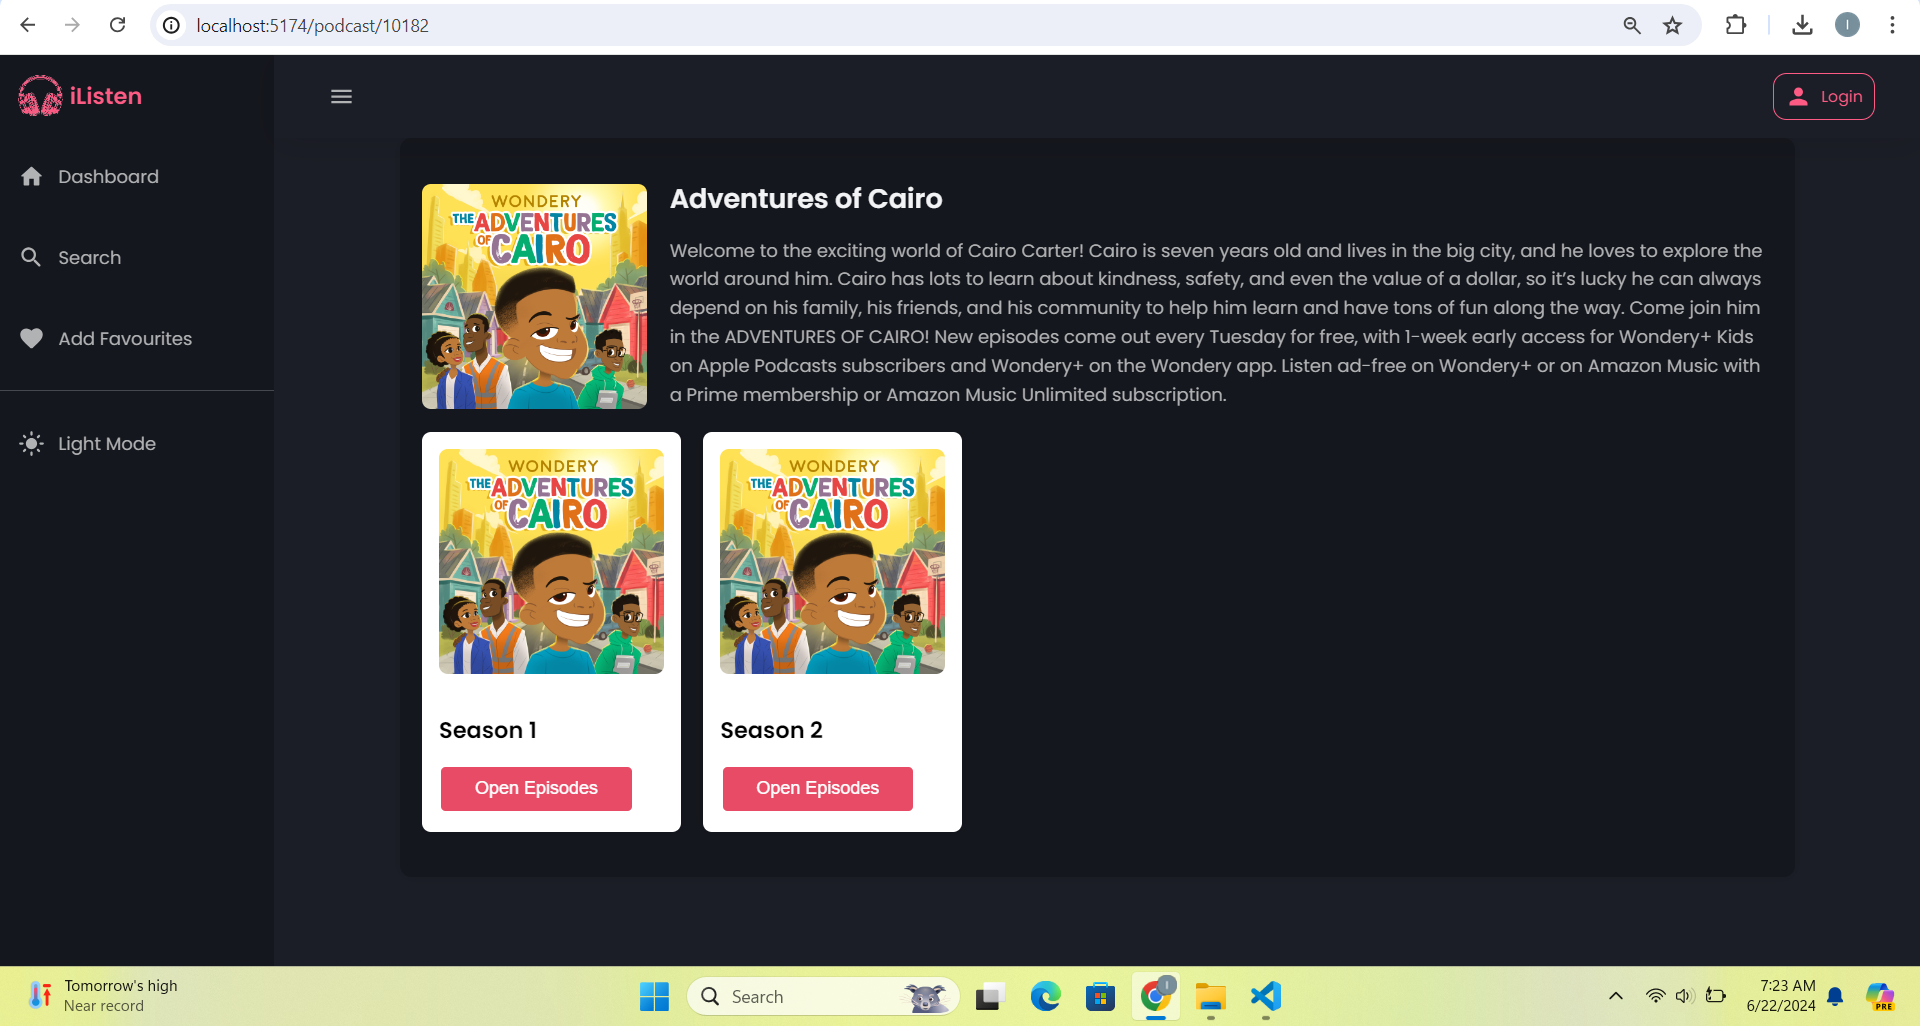 localhost:5174/podcast/10182
iListen
Login
Dashboard
Search
Add Favourites
Light Mode
WONDERY
THE ADVENTURES
OF CAIRO
Adventures of Cairo
Welcome to the exciting world of Cairo Carter! Cairo is seven years old and lives in the big city, and he loves to explore the
world around him. Cairo has lots to learn about kindness, safety, and even the value of a dollar, so it’s lucky he can always
depend on his family, his friends, and his community to help him learn and have tons of fun along the way. Come join him
in the ADVENTURES OF CAIRO! New episodes come out every Tuesday for free, with 1-week early access for Wondery+ Kids
on Apple Podcasts subscribers and Wondery+ on the Wondery app. Listen ad-free on Wondery+ or on Amazon Music with
a Prime membership or Amazon Music Unlimited subscription.
WONDERY
THE ADVENTURES
OF CAIRO
Season 1
Open Episodes
WONDERY
THE ADVENTURES
OF CAIRO
Season 2
Open Episodes
Tomorrow's high
Near record
Search
7:23 AM
6/22/2024
PRE
I
I